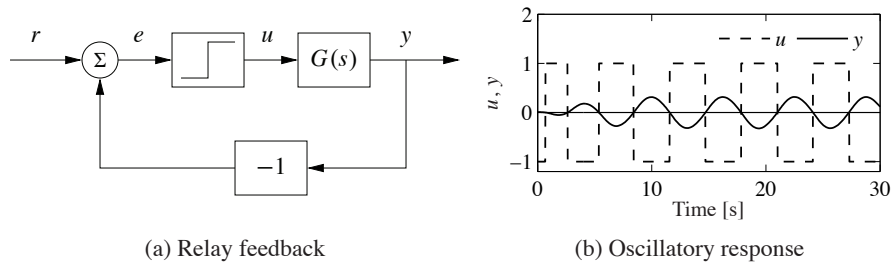 r
e
u
y
Σ
G(s)
−1
(a) Relay feedback
u
y
u, y
2
1
0
−1
0
10
20
30
Time [s]
(b) Oscillatory response